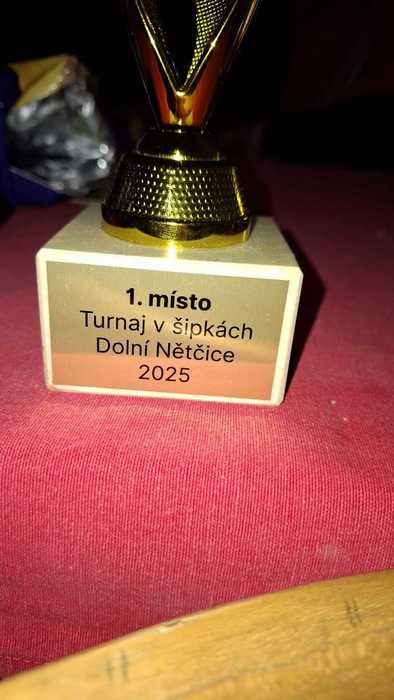 1. místo
Turnaj v šipkách
Dolní Nětčice
2025